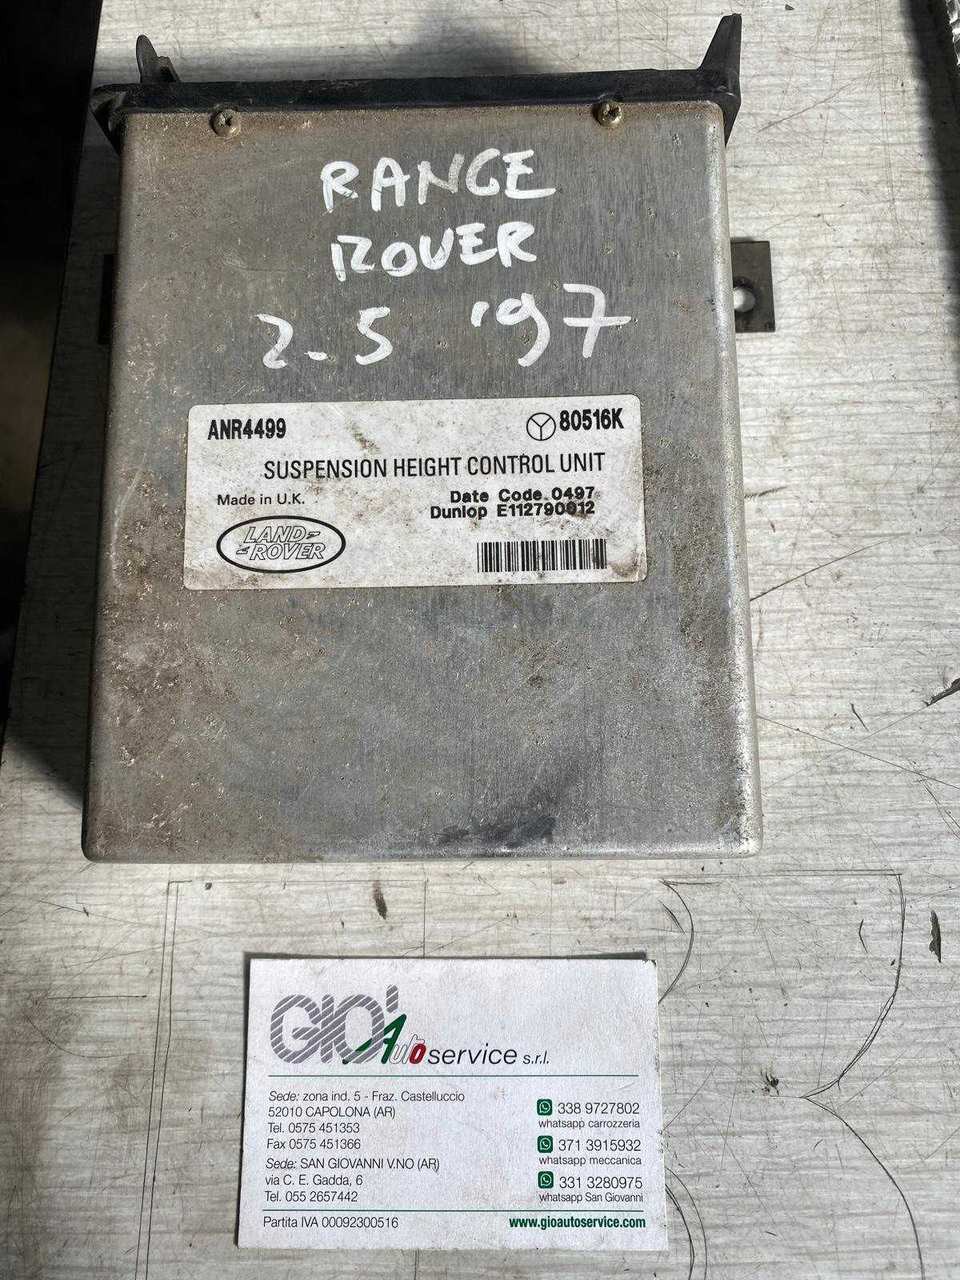 RANGE
ROVER
2.5 '97
ANR4499
80516K
SUSPENSION HEIGHT CONTROL UNIT
Made in U.K.
Date Code 0497
Dunlop E112790012
LAND
ROVER
GIO' Autoservice s.r.l.
Sede: zona ind. 5 - Fraz. Castelluccio
52010 CAPOLONA (AR)
Tel. 0575 451353
Fax 0575 451366
Sede: SAN GIOVANNI V.NO (AR)
via C. E. Gadda, 6
Tel. 055 2657442
338 9727802
whatsapp carrozzeria
371 3915932
whatsapp meccanica
331 3280975
whatsapp San Giovanni
Partita IVA 00092300516
www.gioautoservice.com